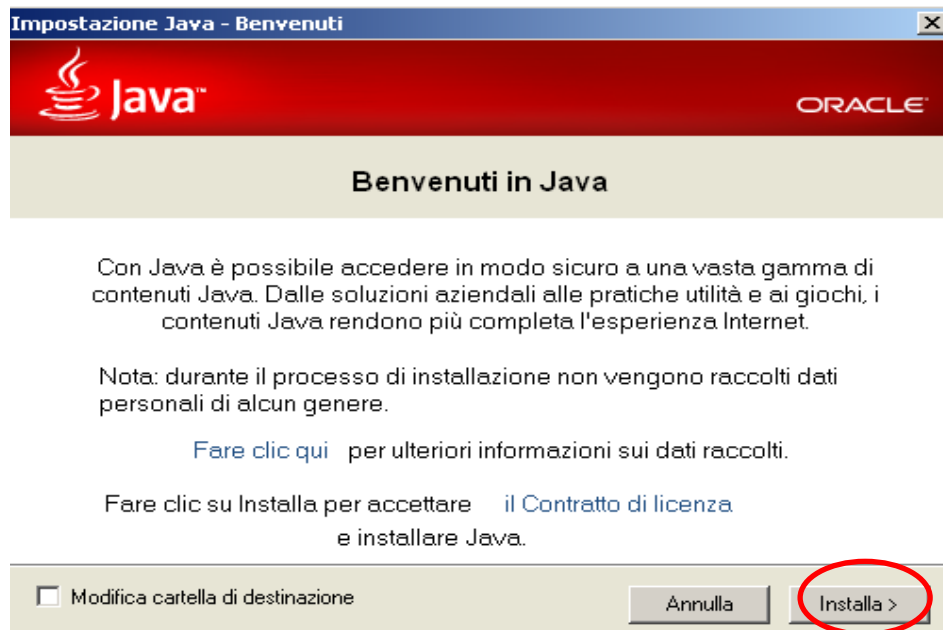 Impostazione Java - Benvenuti
Java™
ORACLE
Benvenuti in Java
Con Java è possibile accedere in modo sicuro a una vasta gamma di
contenuti Java. Dalle soluzioni aziendali alle pratiche utilità e ai giochi, i
contenuti Java rendono più completa l'esperienza Internet.
Nota: durante il processo di installazione non vengono raccolti dati
personali di alcun genere.
Fare clic qui per ulteriori informazioni sui dati raccolti.
Fare clic su Installa per accettare il Contratto di licenza
e installare Java.
Modifica cartella di destinazione
Annulla
Installa >